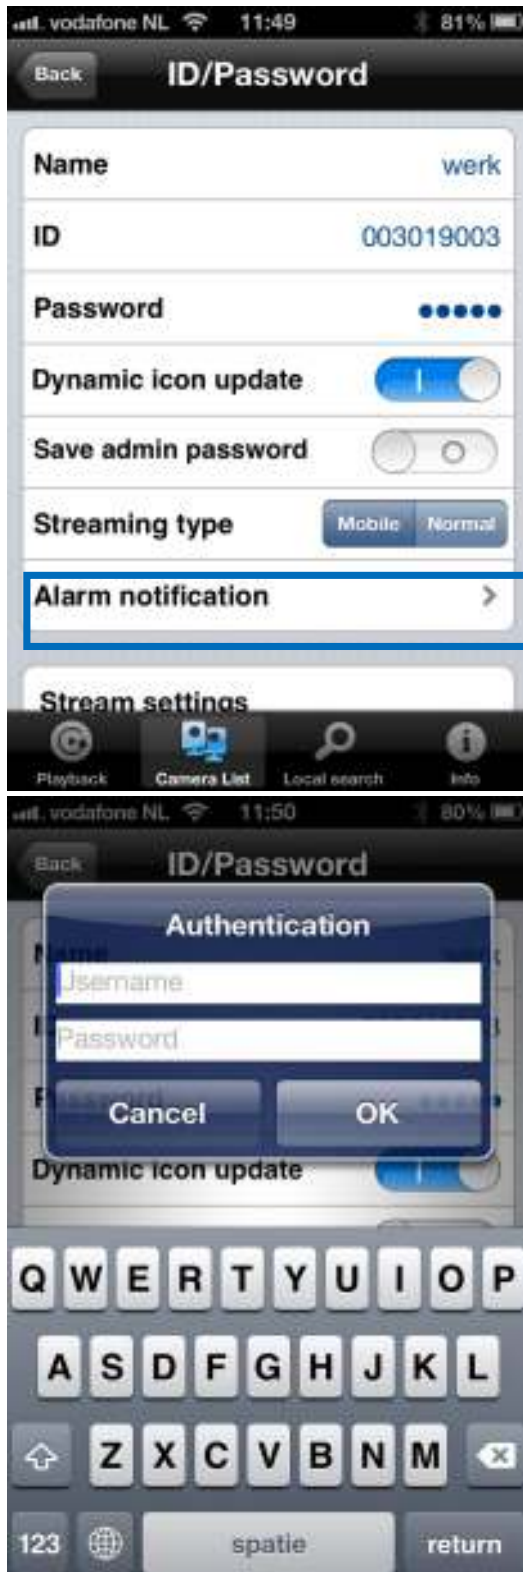 vodafone NL 11:49 81%
Back ID/Password
Name werk
ID 003019003
Password •••••
Dynamic icon update
Save admin password
Streaming type Mobile Normal
Alarm notification
Stream settings
Playback Camera List Local search Info
vodafone NL 11:50 80%
Back ID/Password
Authentication
Username
Password
Cancel OK
Dynamic icon update
Q W E R T Y U I O P
A S D F G H J K L
Z X C V B N M
123 spatie return